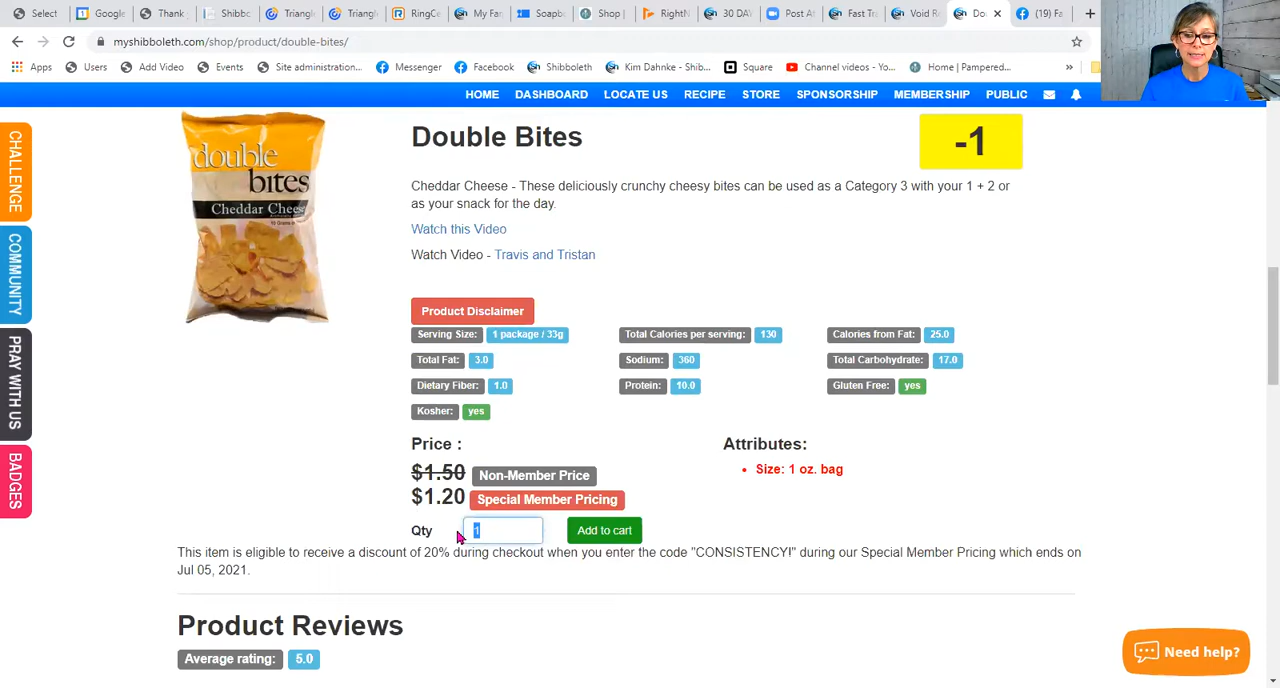 Select
Google
Thank
Shibbc
Triangle
Triangle
RingCe
My Far
Soapb
Shop |
RightN
30 DAY
Post At
Fast Tra
Void R
Do
(19) Fa
myshibboleth.com/shop/product/double-bites/
Apps Users Add Video Events Site administration... Messenger Faceb Shibboleth Kim Dahnke - Shib... Square Channel videos - Yo... Home | Pampered... »
HOME DASHBOARD LOCATE US RECIPE STORE SPONSORSHIP MEMBERSHIP PUBLIC
CHALLENGE
COMMUNITY
PRAY WITH US
BADGES
double
bites
Cheddar Cheese
Double Bites
-1
Cheddar Cheese - These deliciously crunchy cheesy bites can be used as a Category 3 with your 1 + 2 or
as your snack for the day.
Watch this Video
Watch Video - Travis and Tristan
Product Disclaimer
Serving Size: 1 package / 33g Total Calories per serving: 130 Calories from Fat: 25.0
Total Fat: 3.0 Sodium: 360 Total Carbohydrate: 17.0
Dietary Fiber: 1.0 Protein: 10.0 Gluten Free: yes
Kosher: yes
Price : Attributes:
$1.50 Non-Member Price • Size: 1 oz. bag
$1.20 Special Member Pricing
Qty 1 Add to cart
This item is eligible to receive a discount of 20% during checkout when you enter the code "CONSISTENCY!" during our Special Member Pricing which ends on
Jul 05, 2021.
Product Reviews
Average rating: 5.0
Need help?